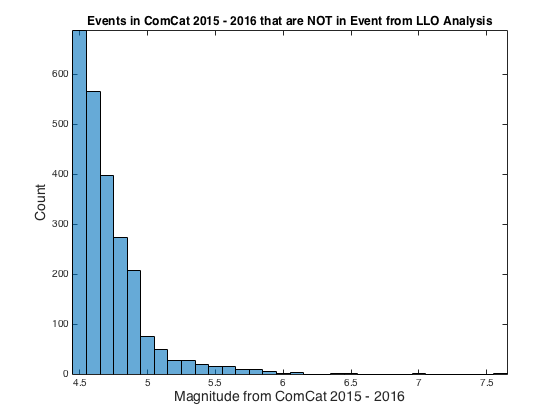 Events in ComCat 2015 - 2016 that are NOT in Event from LLO Analysis
600
500
400
300
200
100
0
Count
4.5 5 5.5 6 6.5 7 7.5
Magnitude from ComCat 2015 - 2016